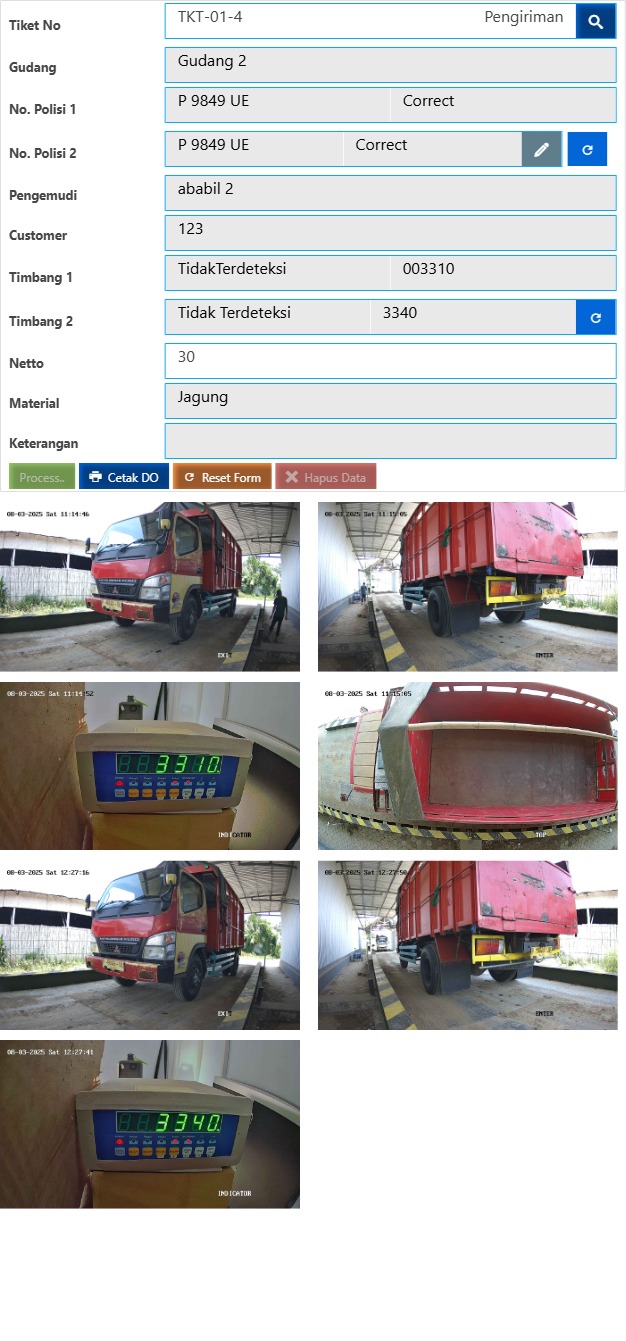 Tiket No TKT-01-4 Pengiriman
Gudang Gudang 2
No. Polisi 1 P 9849 UE Correct
No. Polisi 2 P 9849 UE Correct
Pengemudi ababil 2
Customer 123
Timbang 1 TidakTerdeteksi 003310
Timbang 2 Tidak Terdeteksi 3340
Netto 30
Material Jagung
Keterangan
Process.. Cetak DO Reset Form Hapus Data
08-03-2025 Sat 11:14:46
EXIT
08-03-2025 Sat 11:15:05
ENTER
08-03-2025 Sat 11:14:52
3310.
INDICATOR
08-03-2025 Sat 11:15:05
TOP
08-03-2025 Sat 12:27:16
EXIT
08-03-2025 Sat 12:27:50
ENTER
08-03-2025 Sat 12:27:41
3340.
INDICATOR